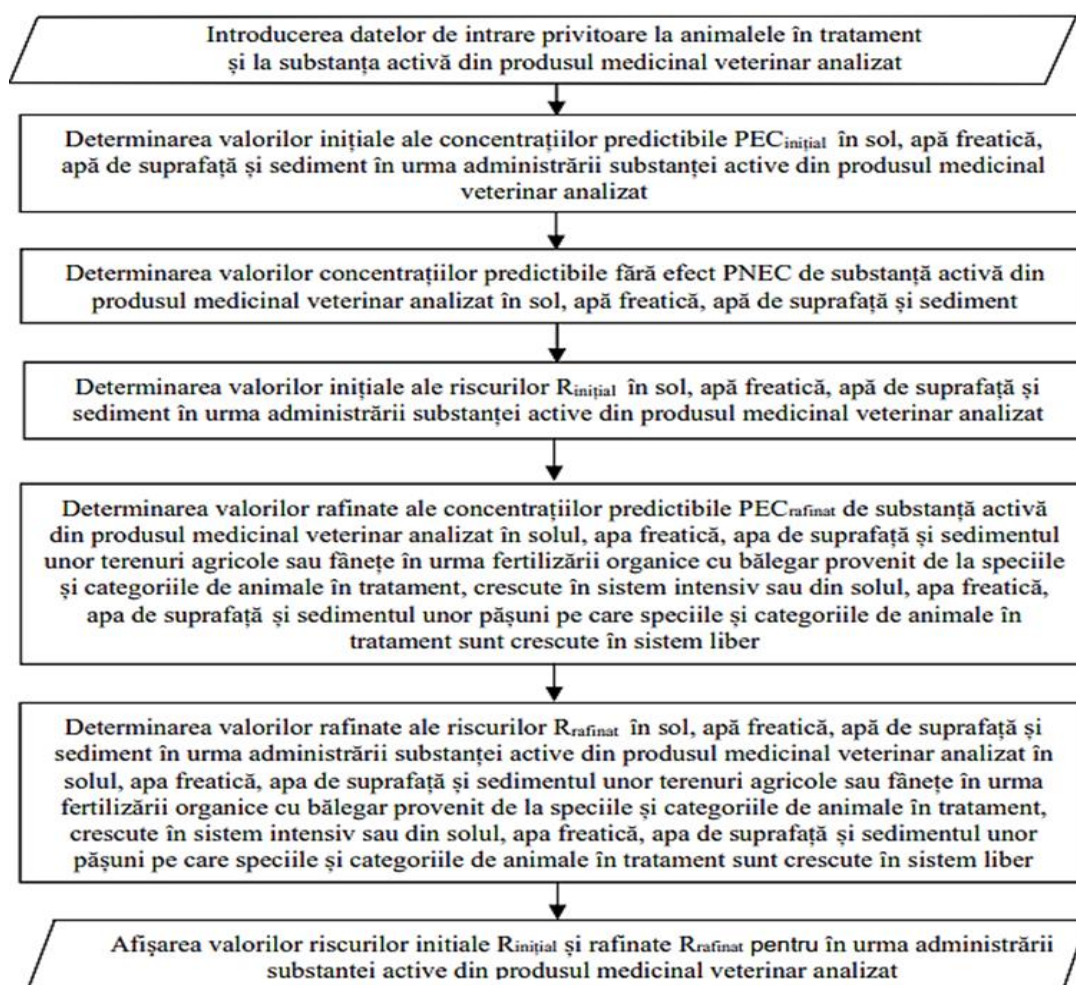 Introducerea datelor de intrare privitoare la animalele în tratament
și la substanța activă din produsul medicinal veterinar analizat
Determinarea valorilor inițiale ale concentrațiilor predictibile PECinițial în sol, apă freatică,
apă de suprafață și sediment în urma administrării substanței active din produsul medicinal
veterinar analizat
Determinarea valorilor concentrațiilor predictibile fără efect PNEC de substanță activă din
produsul medicinal veterinar analizat în sol, apă freatică, apă de suprafață și sediment
Determinarea valorilor inițiale ale riscurilor Rinițial în sol, apă freatică, apă de suprafață și
sediment în urma administrării substanței active din produsul medicinal veterinar analizat
Determinarea valorilor rafinate ale concentrațiilor predictibile PECrafinat de substanță activă
din produsul medicinal veterinar analizat în solul, apa freatică, apa de suprafață și sedimentul
unor terenuri agricole sau fânețe în urma fertilizării organice cu bălegar provenit de la speciile
și categoriile de animale în tratament, crescute în sistem intensiv sau din solul, apa freatică,
apa de suprafață și sedimentul unor pășuni pe care speciile și categoriile de animale în
tratament sunt crescute în sistem liber
Determinarea valorilor rafinate ale riscurilor Rrafinat în sol, apă freatică, apă de suprafață și
sediment în urma administrării substanței active din produsul medicinal veterinar analizat în
solul, apa freatică, apa de suprafață și sedimentul unor terenuri agricole sau fânețe în urma
fertilizării organice cu bălegar provenit de la speciile și categoriile de animale în tratament,
crescute în sistem intensiv sau din solul, apa freatică, apa de suprafață și sedimentul unor
pășuni pe care speciile și categoriile de animale în tratament sunt crescute în sistem liber
Afișarea valorilor riscurilor initiale Rinițial și rafinate Rrafinat pentru în urma administrării
substantei active din produsul medicinal veterinar analizat